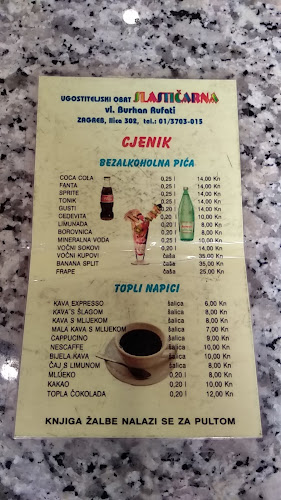 UGOSTITELJSKI OBRT SLASTIČARNA
vl. Burhan Rufati
ZAGREB, Ilica 302, tel.: 01/3703-015
CJENIK
BEZALKOHOLNA PIĆA
COCA COLA 0,25 l 14,00 Kn
FANTA 0,25 l 14,00 Kn
SPRITE 0,25 l 14,00 Kn
TONIK 0,25 l 14,00 Kn
GUSTI 0,20 l 14,00 Kn
CEDEVITA 0,20 l 8,00 Kn
LIMUNADA 0,20 l 8,00 Kn
BOROVNICA 0,20 l 8,00 Kn
MINERALNA VODA 0,20 l 10,00 Kn
VOĆNI SOKOVI 0,20 l 14,00 Kn
VOĆNI KUPOVI čaša 35,00 Kn
BANANA SPLIT čaša 35,00 Kn
FRAPE čaša 25,00 Kn
TOPLI NAPICI
KAVA EXPRESSO šalica 6,00 Kn
KAVA S ŠLAGOM šalica 8,00 Kn
KAVA S MLIJEKOM šalica 8,00 Kn
MALA KAVA S MLIJEKOM šalica 7,00 Kn
CAPPUCINO šalica 9,00 Kn
NESCAFFE šalica 10,00 Kn
BIJELA KAVA šalica 10,00 Kn
ČAJ S LIMUNOM šalica 8,00 Kn
MLIJEKO 0,20 l 8,00 Kn
KAKAO 0,20 l 10,00 Kn
TOPLA ČOKOLADA 0,20 l 12,00 Kn
KNJIGA ŽALBE NALAZI SE ZA PULTOM